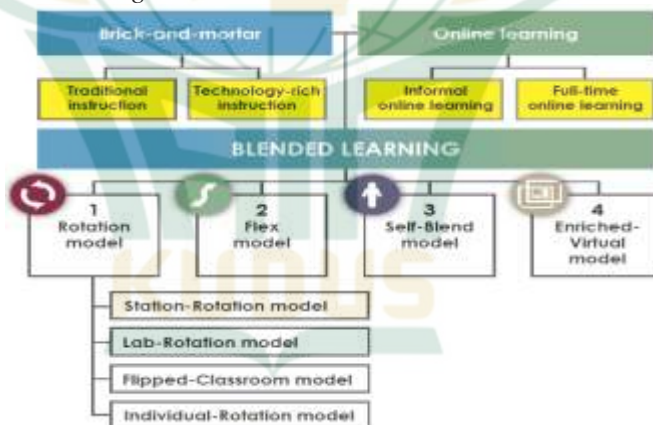 Brick-and-mortar
Online learning
Traditional
instruction
Technology-rich
instruction
Informal
online learning
Full-time
online learning
BLENDED LEARNING
1
Rotation
model
2
Flex
model
3
Self-Blend
model
4
Enriched-
Virtual
model
KUDUS
Station-Rotation model
Lab-Rotation model
Flipped-Classroom model
Individual-Rotation model